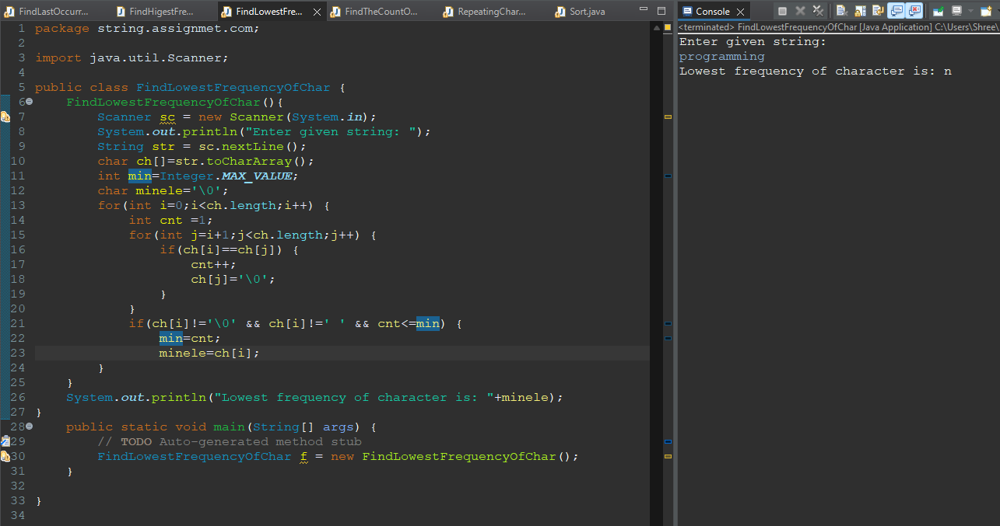 FindLastOccurr... FindHigestFre... FindLowestFre... FindTheCountO... RepeatingChar... Sort.java
1 package string.assignmet.com;
2
3 import java.util.Scanner;
4
5 public class FindLowestFrequencyOfChar {
6 FindLowestFrequencyOfChar(){
7 Scanner sc = new Scanner(System.in);
8 System.out.println("Enter given string: ");
9 String str = sc.nextLine();
10 char ch[]=str.toCharArray();
11 int min=Integer.MAX_VALUE;
12 char minele='\0';
13 for(int i=0;i<ch.length;i++) {
14 int cnt =1;
15 for(int j=i+1;j<ch.length;j++) {
16 if(ch[i]==ch[j]) {
17 cnt++;
18 ch[j]='\0';
19 }
20 }
21 if(ch[i]!='\0' && ch[i]!=' ' && cnt<=min) {
22 min=cnt;
23 minele=ch[i];
24 }
25 }
26 System.out.println("Lowest frequency of character is: "+minele);
27 }
28 public static void main(String[] args) {
29 // TODO Auto-generated method stub
30 FindLowestFrequencyOfChar f = new FindLowestFrequencyOfChar();
31 }
32
33 }
34
Console
<terminated> FindLowestFrequencyOfChar [Java Application] C:\Users\Shree\
Enter given string:
programming
Lowest frequency of character is: n